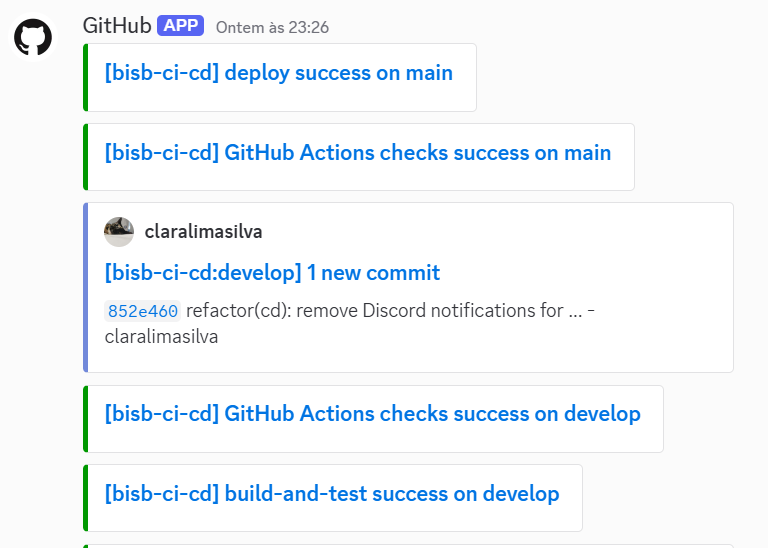 GitHub APP Ontem às 23:26
[bisb-ci-cd] deploy success on main
[bisb-ci-cd] GitHub Actions checks success on main
claralimasilva
[bisb-ci-cd:develop] 1 new commit
852e460 refactor(cd): remove Discord notifications for ... -
claralimasilva
[bisb-ci-cd] GitHub Actions checks success on develop
[bisb-ci-cd] build-and-test success on develop